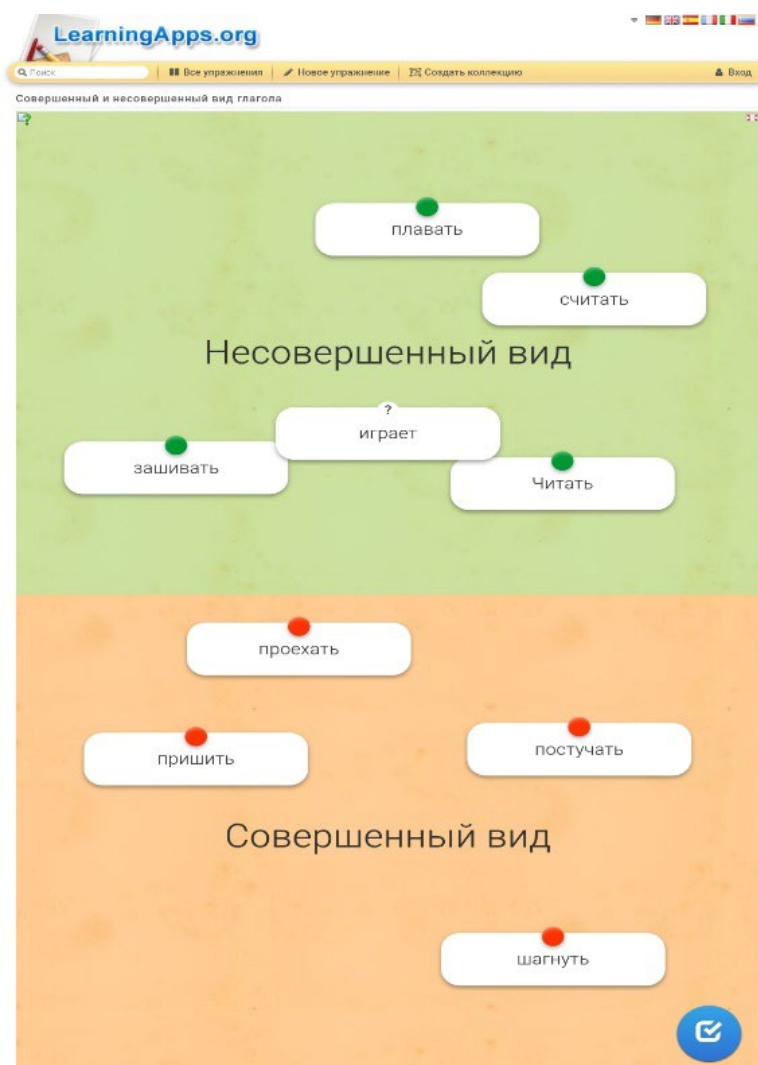 LearningApps.org
Поиск Все упражнения Новое упражнение Создать коллекцию Вход
Совершенный и несовершенный вид глагола
?
плавать
считать
Несовершенный вид
?
играет
зашивать
Читать
проехать
пришить
постучать
Совершенный вид
шагнуть